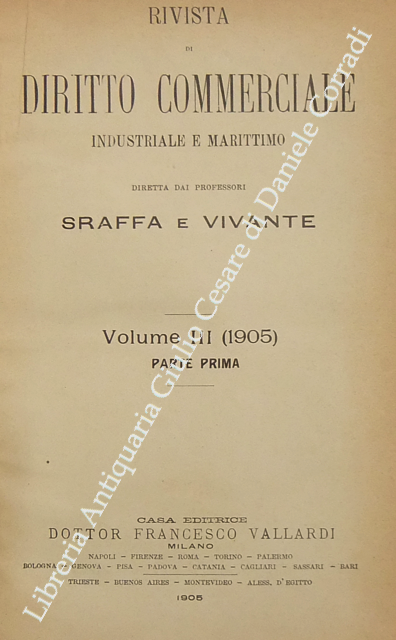 RIVISTA
DI
DIRITTO COMMERCIALE
INDUSTRIALE E MARITTIMO
DIRETTA DAI PROFESSORI
SRAFFA E VIVANTE
Volume III (1905)
PARTE PRIMA
CASA EDITRICE
DOTTOR FRANCESCO VALLARDI
MILANO
NAPOLI - FIRENZE - ROMA - TORINO - PALERMO
BOLOGNA - GENOVA - PISA - PADOVA - CATANIA - CAGLIARI - SASSARI - BARI
TRIESTE - BUENOS AIRES - MONTEVIDEO - ALESS. D'EGITTO
1905
Libreria Antiquaria Giulio Cesare di Daniele Corradi